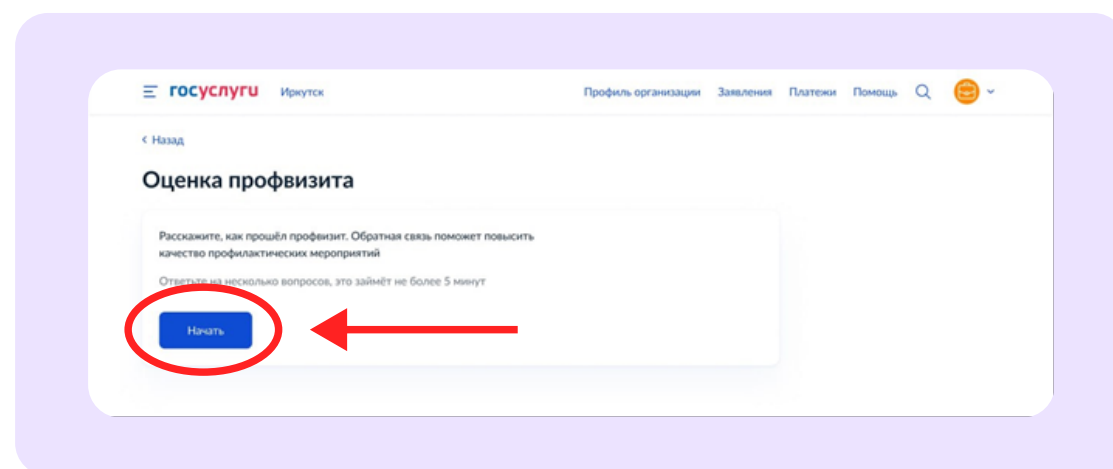 госуслуги Иркутск Профиль организации Заявления Платежи Помощь
Назад
Оценка профвизита
Расскажите, как прошёл профвизит. Обратная связь поможет повысить
качество профилактических мероприятий
Ответьте на несколько вопросов, это займёт не более 5 минут
Начать